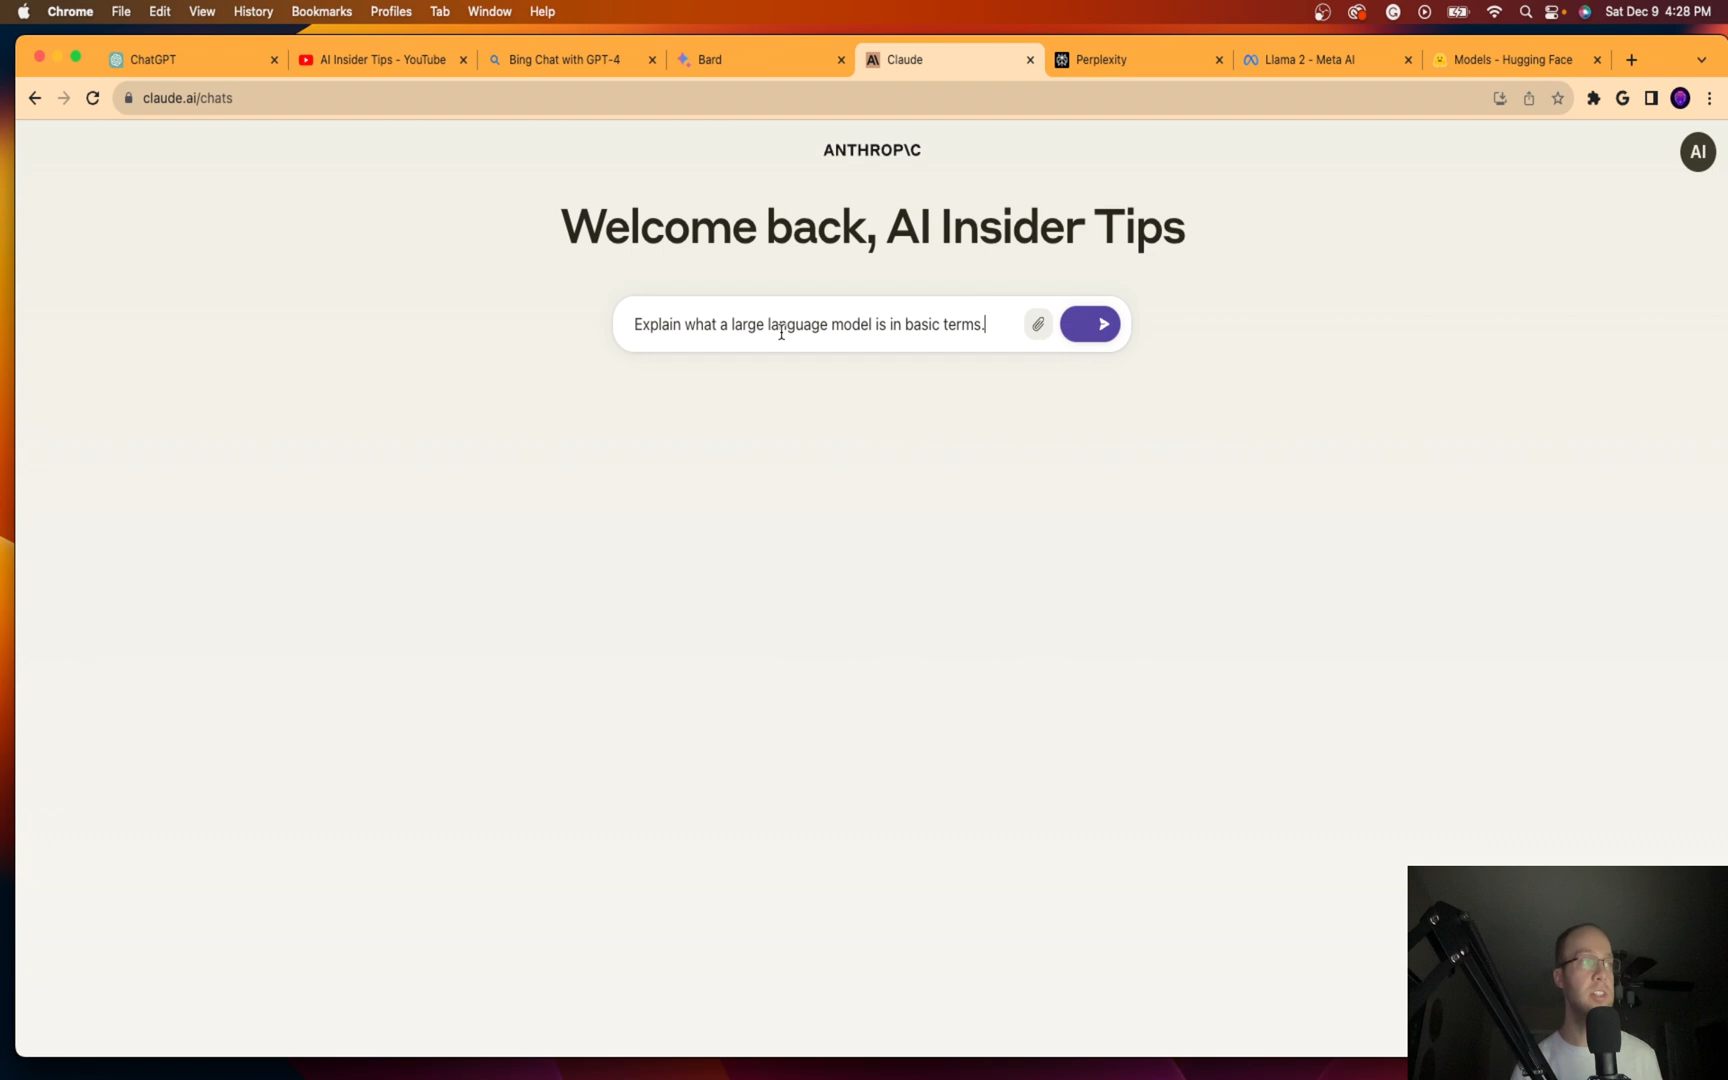 Chrome File Edit View History Bookmarks Profiles Tab Window Help Sat Dec 9 4:28 PM
ChatGPT AI Insider Tips - YouTube Bing Chat with GPT-4 Bard Claude Perplexity Llama 2 - Meta AI Models - Hugging Face
claude.ai/chats
ANTHROP\C
AI
Welcome back, AI Insider Tips
Explain what a large language model is in basic terms.